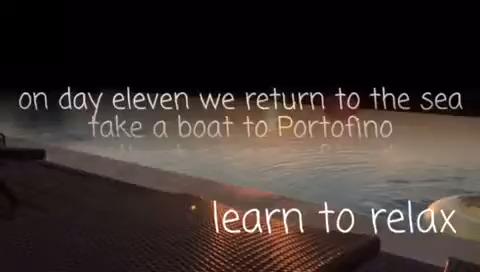 on day eleven we return to the sea
take a boat to Portofino
learn to relax